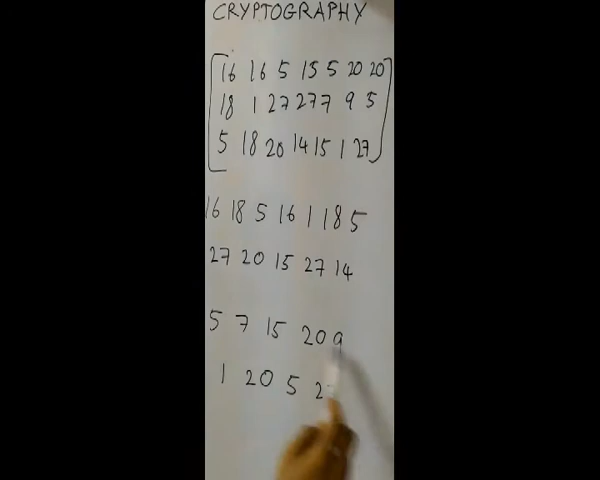 CRYPTOGRAPHY
16 16 5 15 5 20 20
18 1 27 27 7 9 5
5 18 20 14 15 1 27
16 18 5 16 1 18 5
27 20 15 27 14
5 7 15 20 9
1 20 5